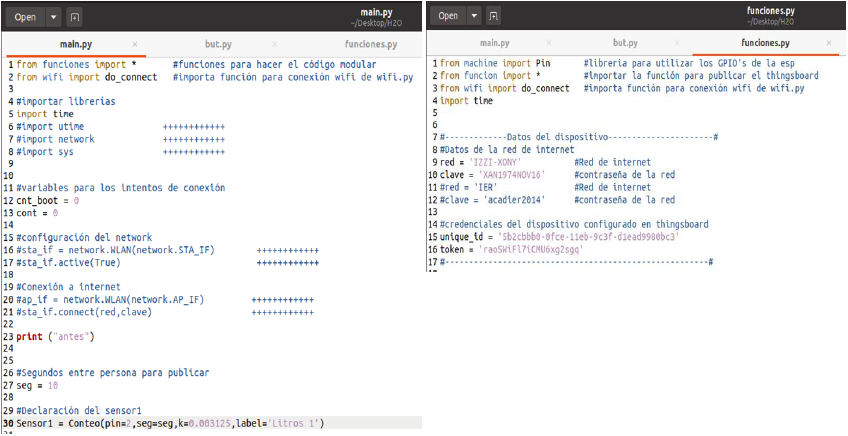 Open
main.py
~/Desktop/H2O
main.py
but.py
funciones.py
1 from funciones import * #funciones para hacer el código modular
2 from wifi import do_connect #importa función para conexión wifi de wifi.py
3
4 #importar librerias
5 import time
6 #import utime ++++++++++++
7 #import network ++++++++++++
8 #import sys ++++++++++++
9
10
11 #variables para los intentos de conexión
12 cnt_boot = 0
13 cont = 0
14
15 #configuración del network
16 #sta_if = network.WLAN(network.STA_IF) ++++++++++++
17 #sta_if.active(True) ++++++++++++
18
19 #Conexión a internet
20 #ap_if = network.WLAN(network.AP_IF) ++++++++++++
21 #sta_if.connect(red,clave) ++++++++++++
22
23 print ("antes")
24
25
26 #Segundos entre persona para publicar
27 seg = 10
28
29 #Declaración del sensor1
30 Sensor1 = Conteo(pin=2,seg=seg,k=0.003125,label='Litros 1')
Open
funciones.py
~/Desktop/H2O
main.py
but.py
funciones.py
1 from machine import Pin #libreria para utilizar los GPIO's de la esp
2 from funcion import * #importar la función para publicar el thingsboard
3 from wifi import do_connect #importa función para conexión wifi de wifi.py
4 import time
5
6
7 #-------------Datos del dispositivo----------------------#
8 #Datos de la red de internet
9 red = 'IZZI-XONY' #Red de internet
10 clave = 'XAN1974NOV16' #contraseña de la red
11 #red = 'IER' #Red de internet
12 #clave = 'acadier2014' #contraseña de la red
13
14 #credenciales del dispositivo configurado en thingsboard
15 unique_id = '5b2cbbb0-0fce-11eb-9c3f-d1ead9980bc3'
16 token = 'rao5WiFl7iCMU6xg2sgq'
17 #-------------------------------------------------------#